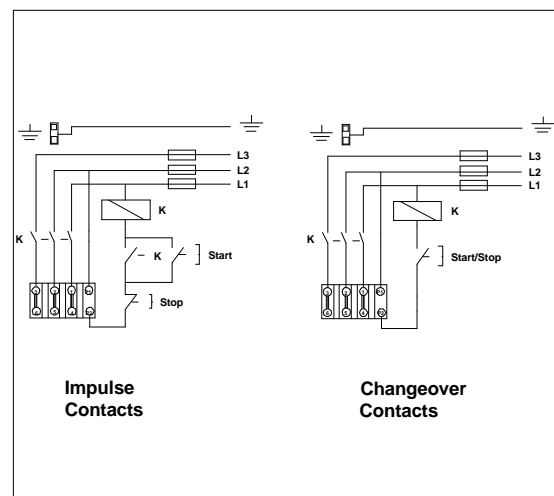 L3
L2
L1
K
K
K
Start
Stop
Impulse
Contacts
L3
L2
L1
K
K
Start/Stop
Changeover
Contacts